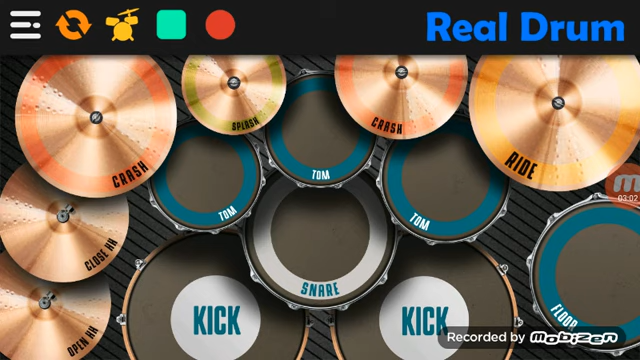 Real Drum
SPLASH
CRASH
CRASH
RIDE
TOM
TOM
TOM
03:02
CLOSE HH
SNARE
KICK
KICK
OPEN HH
FLOOR
Recorded by Mobizen